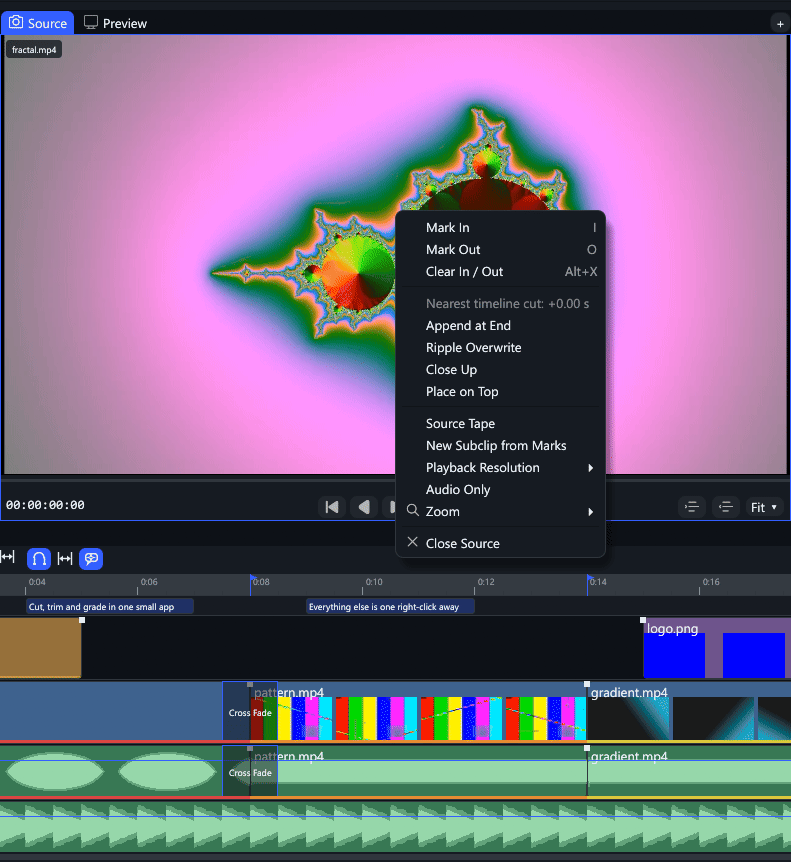 Source
Preview
+
fractal.mp4
Mark In I
Mark Out O
Clear In / Out Alt+X
Nearest timeline cut: +0.00 s
Append at End
Ripple Overwrite
Close Up
Place on Top
Source Tape
New Subclip from Marks
Playback Resolution
Audio Only
Zoom
Close Source
00:00:00:00
Fit
0:04 0:06 0:08 0:10 0:12 0:14 0:16
Cut, trim and grade in one small app
Everything else is one right-click away
logo.png
pattern.mp4
gradient.mp4
Cross Fade
pattern.mp4
gradient.mp4
Cross Fade